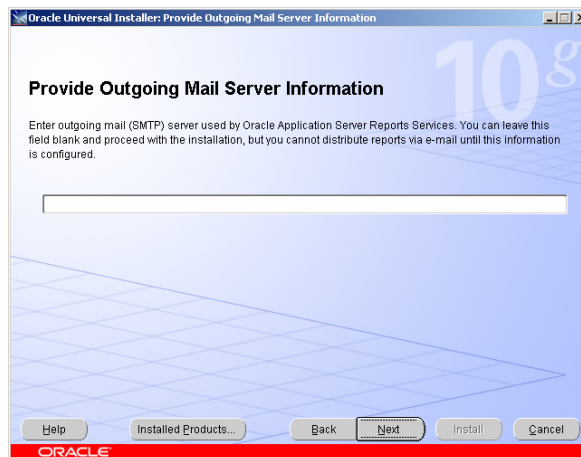 Oracle Universal Installer: Provide Outgoing Mail Server Information
10g
Provide Outgoing Mail Server Information
Enter outgoing mail (SMTP) server used by Oracle Application Server Reports Services. You can leave this
field blank and proceed with the installation, but you cannot distribute reports via e-mail until this information
is configured.
Help Installed Products... Back Next Install Cancel
ORACLE